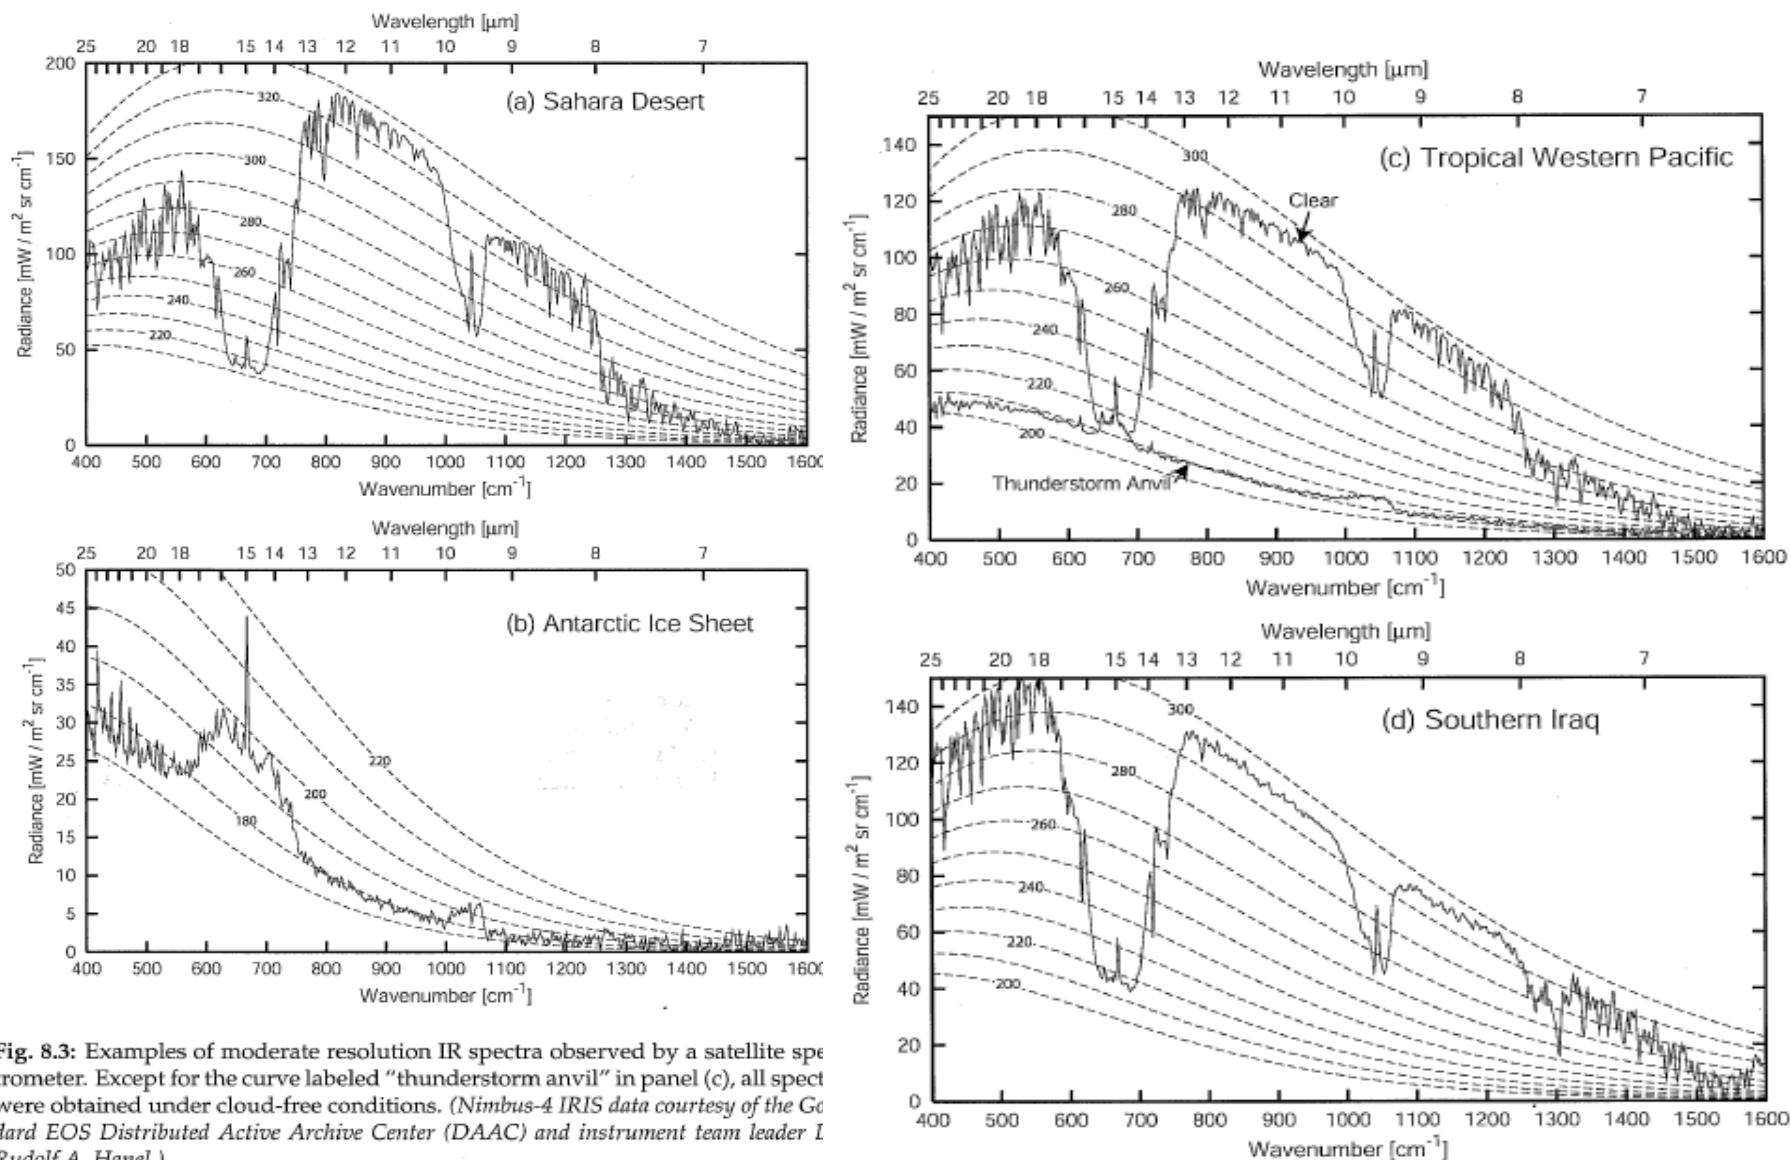 Wavelength [μm]
25 20 18 15 14 13 12 11 10 9 8 7
200
150
100
50
0
Radiance [mW / m² sr cm⁻¹]
(a) Sahara Desert
320
300
280
260
240
220
400 500 600 700 800 900 1000 1100 1200 1300 1400 1500 1600
Wavenumber [cm⁻¹]
Wavelength [μm]
25 20 18 15 14 13 12 11 10 9 8 7
50
45
40
35
30
25
20
15
10
5
0
Radiance [mW / m² sr cm⁻¹]
(b) Antarctic Ice Sheet
220
200
180
400 500 600 700 800 900 1000 1100 1200 1300 1400 1500 1600
Wavenumber [cm⁻¹]
Fig. 8.3: Examples of moderate resolution IR spectra observed by a satellite spe
trometer. Except for the curve labeled "thunderstorm anvil" in panel (c), all spect
were obtained under cloud-free conditions. (Nimbus-4 IRIS data courtesy of the Go
dard EOS Distributed Active Archive Center (DAAC) and instrument team leader D
Rudolf A. Hanel.)
Wavelength [μm]
25 20 18 15 14 13 12 11 10 9 8 7
140
120
100
80
60
40
20
0
Radiance [mW / m² sr cm⁻¹]
(c) Tropical Western Pacific
300
Clear
280
260
240
220
200
Thunderstorm Anvil
400 500 600 700 800 900 1000 1100 1200 1300 1400 1500 1600
Wavenumber [cm⁻¹]
Wavelength [μm]
25 20 18 15 14 13 12 11 10 9 8 7
140
120
100
80
60
40
20
0
Radiance [mW / m² sr cm⁻¹]
(d) Southern Iraq
300
280
260
240
220
200
400 500 600 700 800 900 1000 1100 1200 1300 1400 1500 1600
Wavenumber [cm⁻¹]